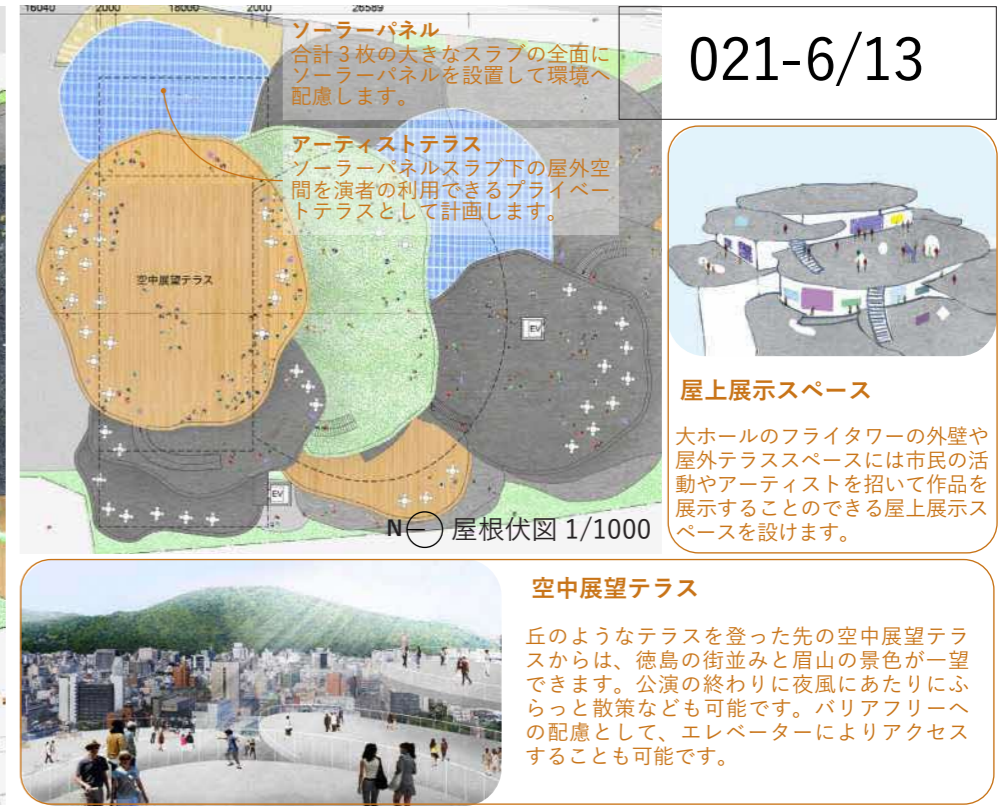 16040 2000 18000 2000 26589
ソーラーパネル
合計3枚の大きなスラブの全面に
ソーラーパネルを設置して環境へ
配慮します。
アーティストテラス
ソーラーパネルスラブ下の屋外空
間を演者の利用できるプライベー
トテラスとして計画します。
空中展望テラス
EV
EV
N 屋根伏図 1/1000
021-6/13
屋上展示スペース
大ホールのフライタワーの外壁や
屋外テラススペースには市民の活
動やアーティストを招いて作品を
展示することのできる屋上展示ス
ペースを設けます。
空中展望テラス
丘のようなテラスを登った先の空中展望テラ
スからは、徳島の街並みと眉山の景色が一望
できます。公演の終わりに夜風にあたりにふ
らっと散策なども可能です。バリアフリーへ
の配慮として、エレベーターによりアクセス
することも可能です。